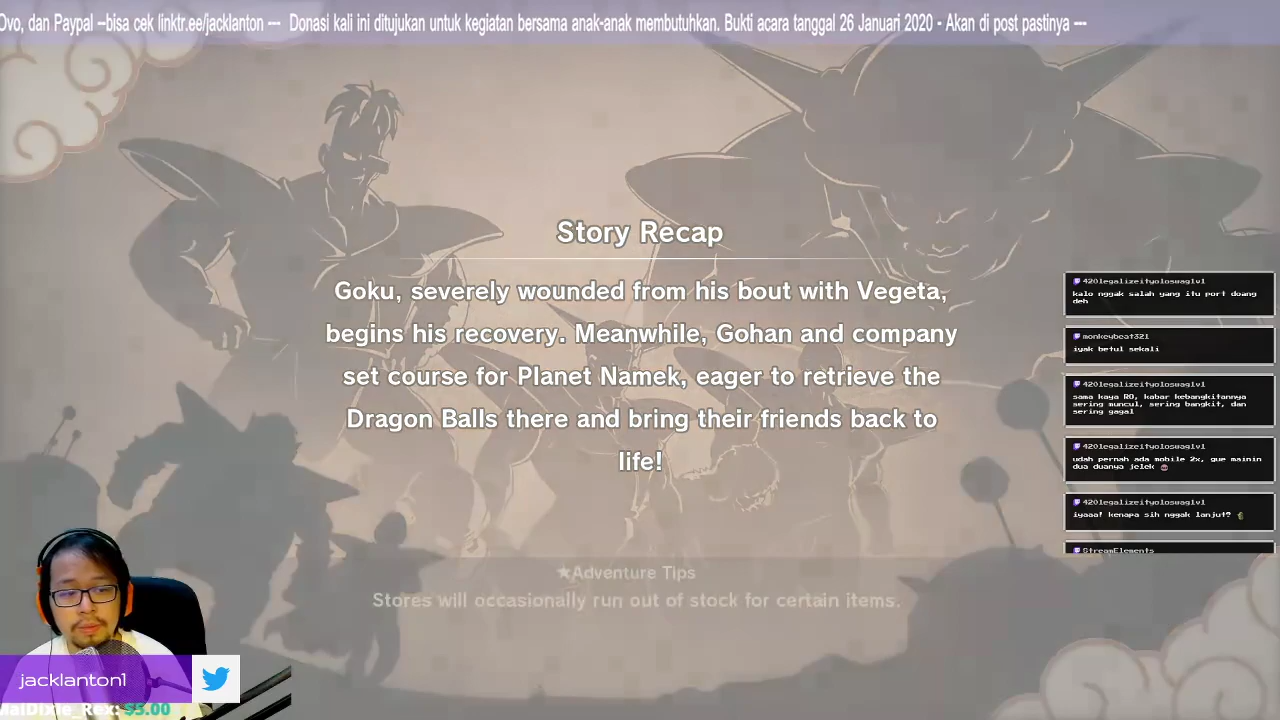 Ovo, dan Paypal --bisa cek linktr.ee/jacklanton --- Donasi kali ini ditujukan untuk kegiatan bersama anak-anak membutuhkan. Bukti acara tanggal 26 Januari 2020 - Akan di post pastinya ---
Story Recap
Goku, severely wounded from his bout with Vegeta,
begins his recovery. Meanwhile, Gohan and company
set course for Planet Namek, eager to retrieve the
Dragon Balls there and bring their friends back to
life!
★Adventure Tips
Stores will occasionally run out of stock for certain items.
420legalizeityoloswaglvl
kalo nggak salah yang itu port doang
deh
monkeybeat321
iyak betul sekali
420legalizeityoloswaglvl
sama kaya RO, kabar kebangkitannya
sering muncul, sering bangkit, dan
sering gagal
420legalizeityoloswaglvl
udah pernah ada mobile 2x, gue mainin
dua duanya jelek
420legalizeityoloswaglvl
iyaaa! kenapa sih nggak lanjut?
StreamElements
jacklanton1
$5.00